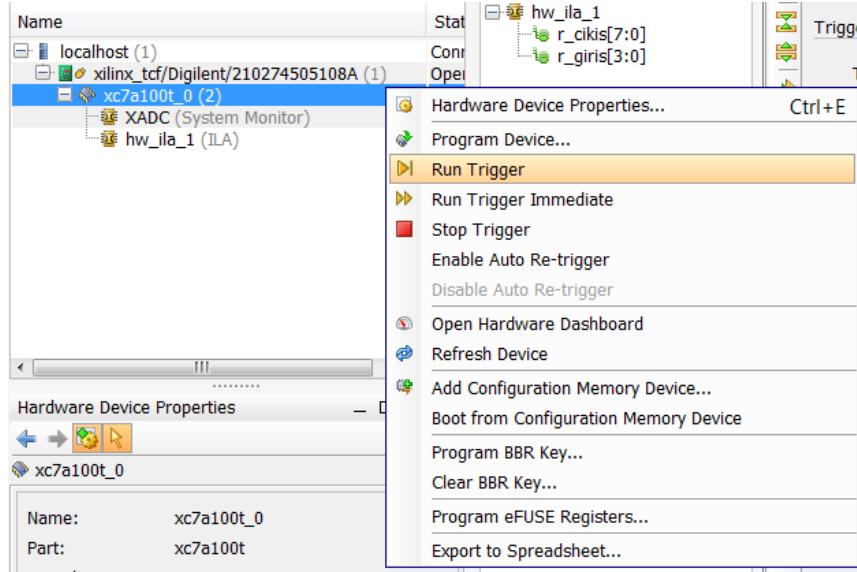 Name
Stat
localhost (1)
Conn
xilinx_tcf/Digilent/210274505108A (1)
Oper
xc7a100t_0 (2)
XADC (System Monitor)
hw_ila_1 (ILA)
hw_ila_1
r_cikis[7:0]
r_giris[3:0]
Trigge
T
Hardware Device Properties... Ctrl+E
Program Device...
Run Trigger
Run Trigger Immediate
Stop Trigger
Enable Auto Re-trigger
Disable Auto Re-trigger
Open Hardware Dashboard
Refresh Device
Add Configuration Memory Device...
Boot from Configuration Memory Device
Program BBR Key...
Clear BBR Key...
Program eFUSE Registers...
Export to Spreadsheet...
Hardware Device Properties
xc7a100t_0
Name: xc7a100t_0
Part: xc7a100t